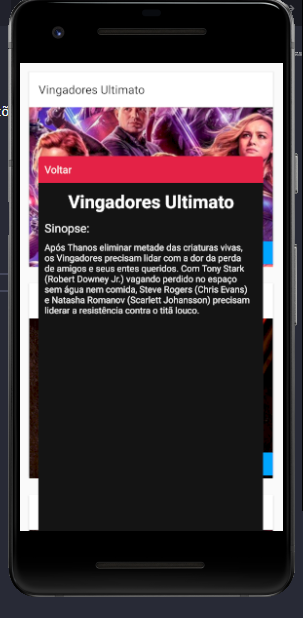 Vingadores Ultimato
Voltar
Vingadores Ultimato
Sinopse:
Após Thanos eliminar metade das criaturas vivas,
os Vingadores precisam lidar com a dor da perda
de amigos e seus entes queridos. Com Tony Stark
(Robert Downey Jr.) vagando perdido no espaço
sem água nem comida, Steve Rogers (Chris Evans)
e Natasha Romanov (Scarlett Johansson) precisam
liderar a resistência contra o titã louco.